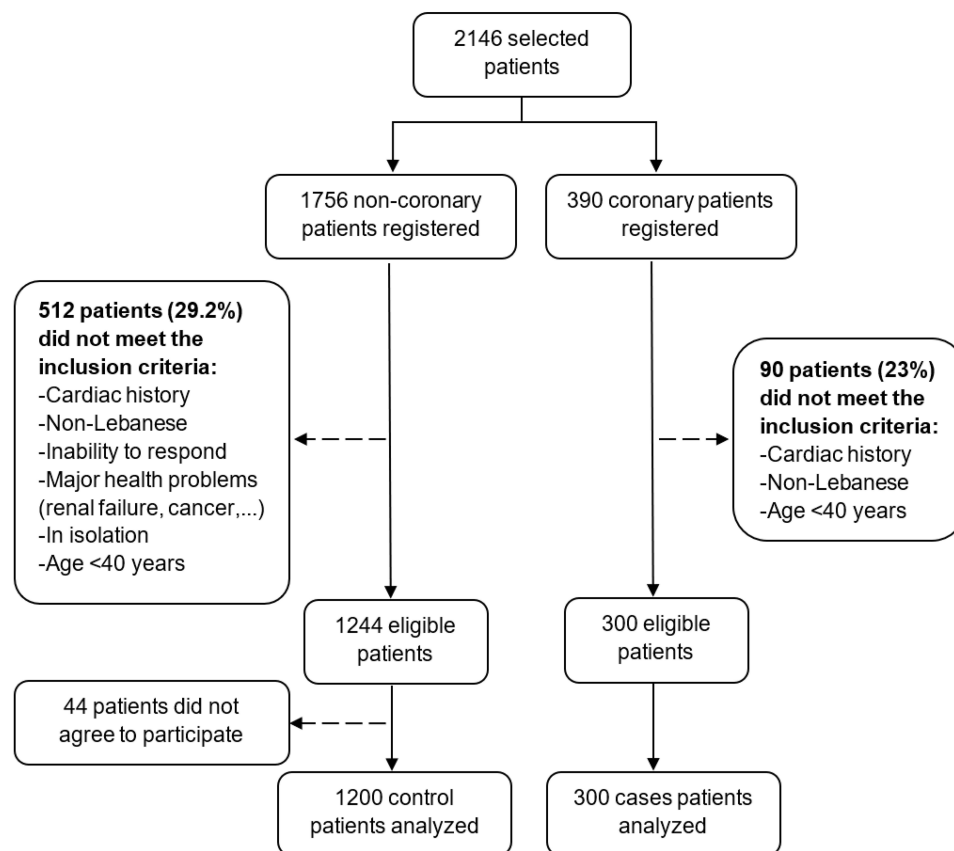 2146 selected
patients
1756 non-coronary
patients registered
390 coronary patients
registered
512 patients (29.2%)
did not meet the
inclusion criteria:
-Cardiac history
-Non-Lebanese
-Inability to respond
-Major health problems
(renal failure, cancer,...)
-In isolation
-Age <40 years
90 patients (23%)
did not meet the
inclusion criteria:
-Cardiac history
-Non-Lebanese
-Age <40 years
1244 eligible
patients
300 eligible
patients
44 patients did not
agree to participate
1200 control
patients analyzed
300 cases patients
analyzed